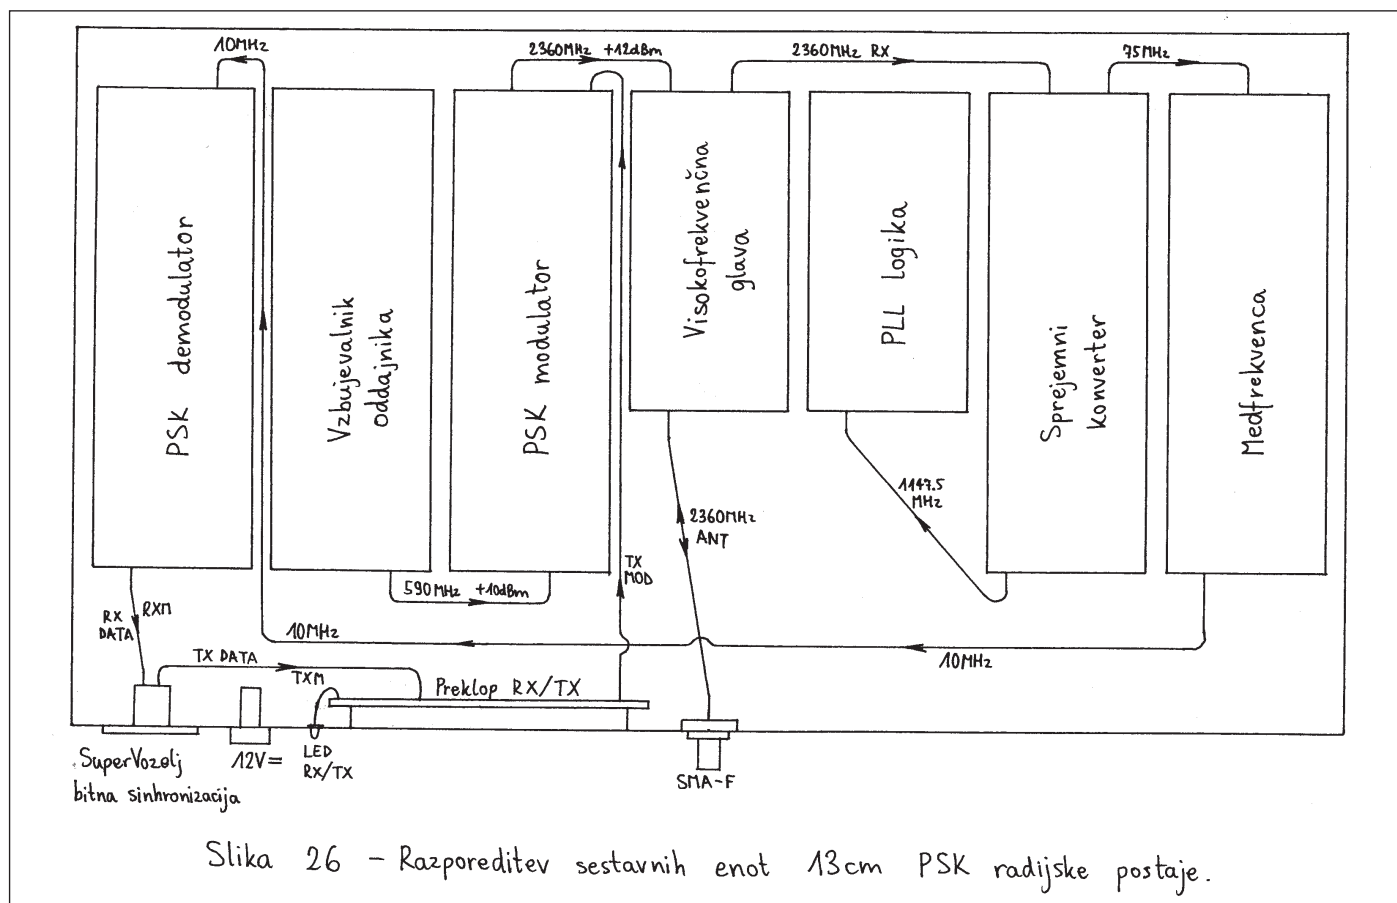 10MHz
2360MHz +12dBm
2360MHz RX
75MHz
PSK demodulator
Vzbujevalnik
oddajnika
PSK modulator
Visokofrekvenčna
glava
PLL logika
Sprejemni
konverter
Medfrekvenca
1147.5
MHz
2360MHz
ANT
TX
MOD
590MHz +10dBm
RX
DATA
RXM
10MHz
10MHz
TX DATA
TXM
Preklop RX/TX
SuperVozelj
bitna sinhronizacija
12V=
LED
RX/TX
SMA-F
Slika 26 - Razporeditev sestavnih enot 13cm PSK radijske postaje.